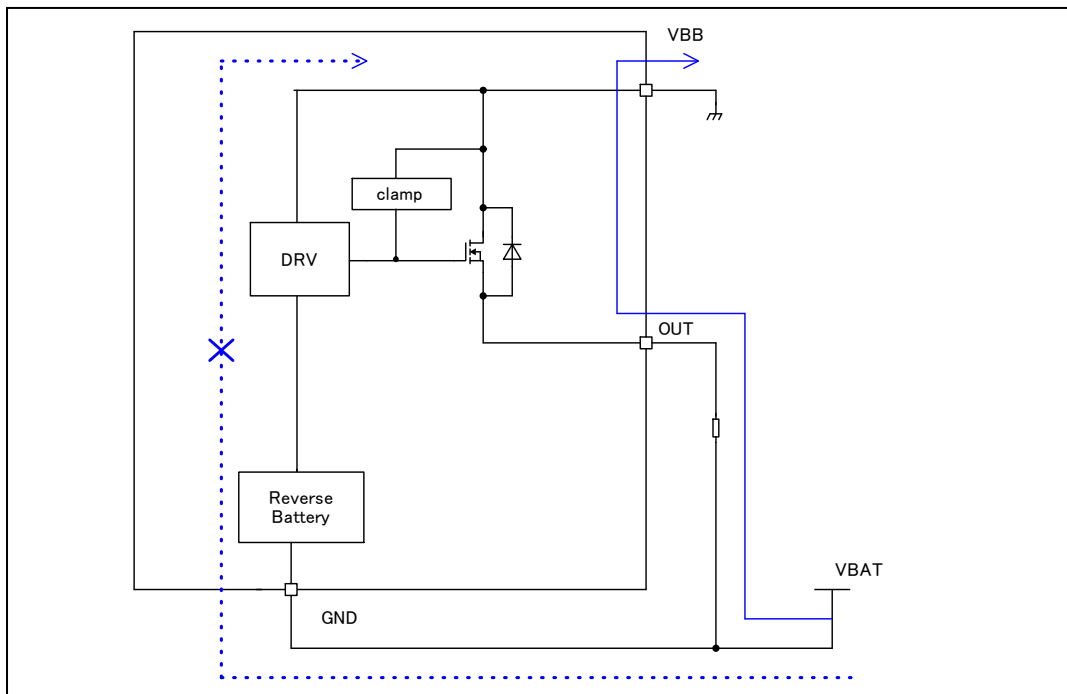 VBB
clamp
DRV
OUT
Reverse
Battery
VBAT
GND